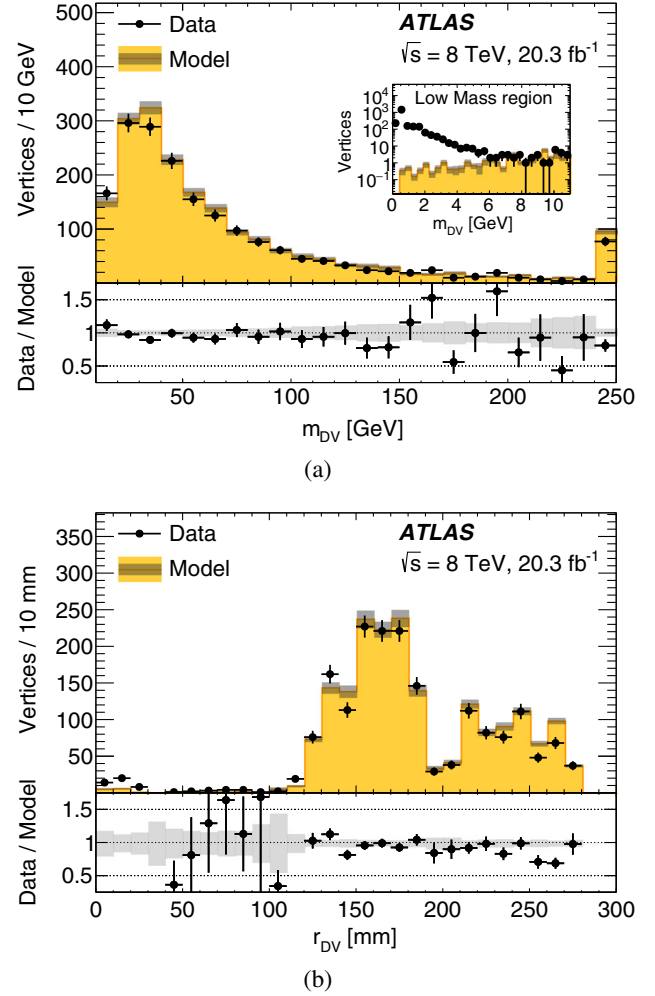 Data
Model
ATLAS
√s = 8 TeV, 20.3 fb⁻¹
Vertices / 10 GeV
500
400
300
200
100
Low Mass region
Vertices
10⁴
10³
10²
10
1
10⁻¹
0 2 4 6 8 10
m_DV [GeV]
Data / Model
1.5
1
0.5
50 100 150 200 250
m_DV [GeV]
(a)
Data
Model
ATLAS
√s = 8 TeV, 20.3 fb⁻¹
Vertices / 10 mm
350
300
250
200
150
100
50
Data / Model
1.5
1
0.5
0 50 100 150 200 250 300
r_DV [mm]
(b)